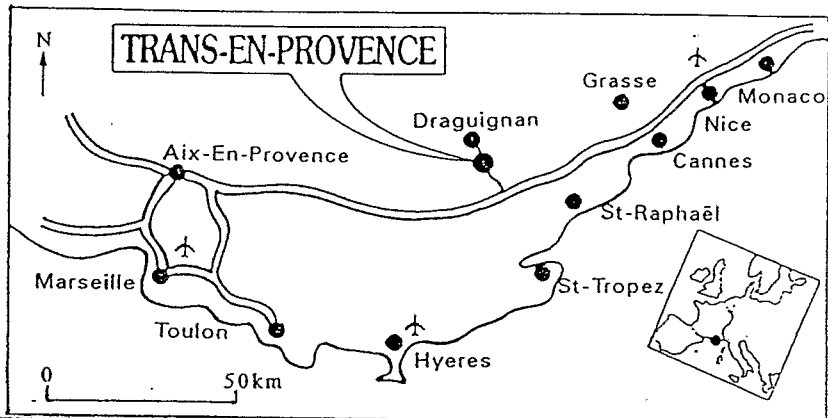 N
TRANS-EN-PROVENCE
Grasse
Monaco
Nice
Draguignan
Cannes
Aix-En-Provence
St-Raphaël
Marseille
St-Tropez
Toulon
Hyeres
0 50km